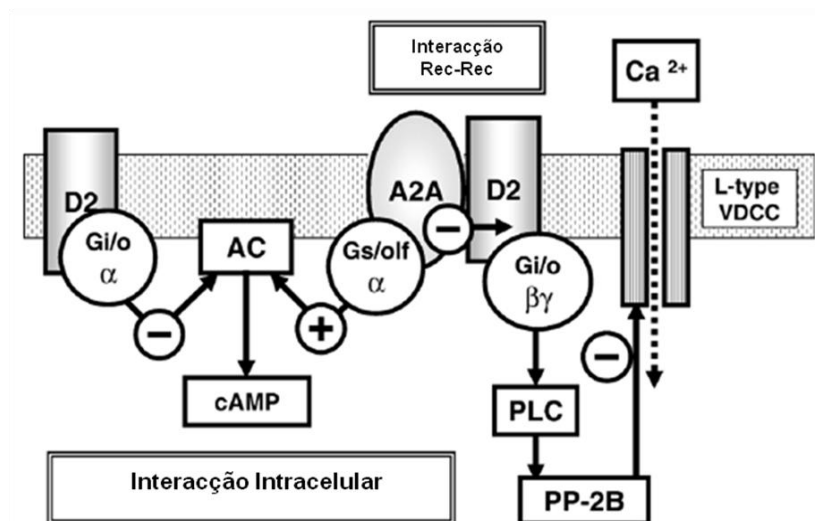 Interacção
Rec-Rec
Ca 2+
D2
A2A
D2
L-type
VDCC
Gi/o
α
AC
Gs/olf
α
−
Gi/o
βγ
−
+
−
cAMP
PLC
Interacção Intracelular
PP-2B